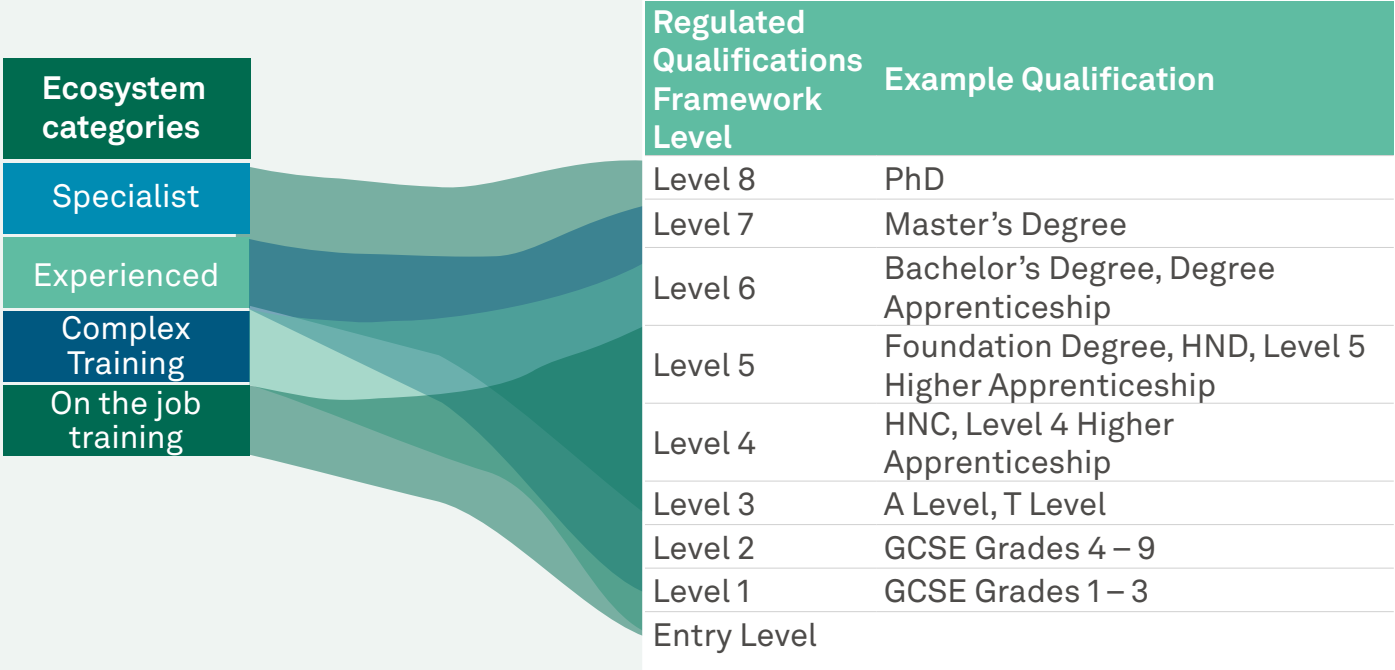 Ecosystem
categories
Specialist
Experienced
Complex
Training
On the job
training
Regulated
Qualifications
Framework
Level
Example Qualification
Level 8 PhD
Level 7 Master’s Degree
Level 6 Bachelor’s Degree, Degree
Apprenticeship
Level 5 Foundation Degree, HND, Level 5
Higher Apprenticeship
Level 4 HNC, Level 4 Higher
Apprenticeship
Level 3 A Level, T Level
Level 2 GCSE Grades 4 – 9
Level 1 GCSE Grades 1 – 3
Entry Level